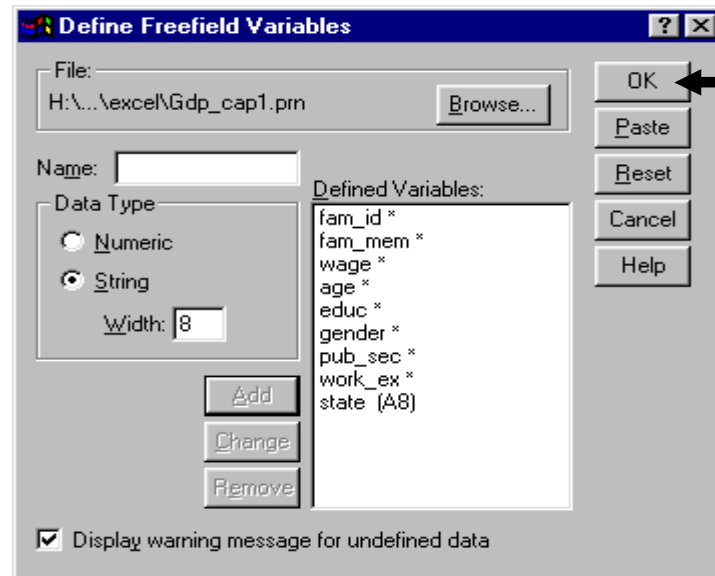 Define Freefield Variables
File:
H:\...\excel\Gdp_cap1.prn
Browse...
OK
Paste
Reset
Cancel
Help
Name:
Data Type
Numeric
String
Width: 8
Defined Variables:
fam_id *
fam_mem *
wage *
age *
educ *
gender *
pub_sec *
work_ex *
state (A8)
Add
Change
Remove
Display warning message for undefined data